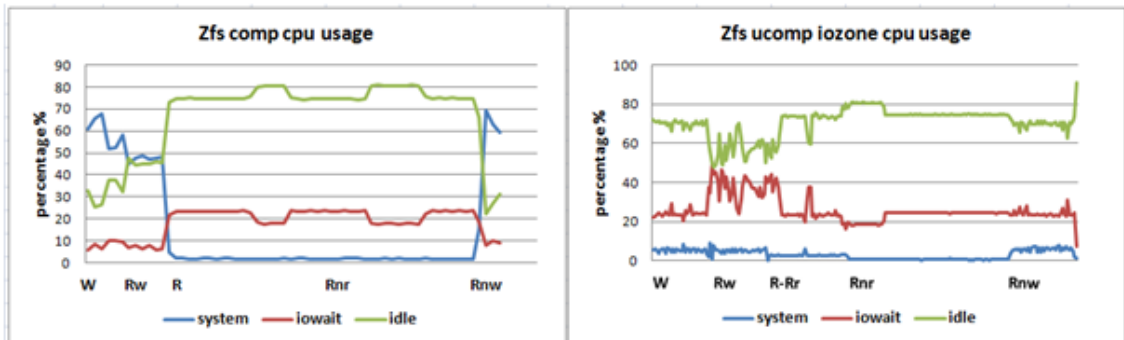 Zfs comp cpu usage
percentage%
90
80
70
60
50
40
30
20
10
0
W Rw R Rnr Rnw
system iowait idle
Zfs ucomp iozone cpu usage
percentage%
100
80
60
40
20
0
W Rw R-Rr Rnr Rnw
system iowait idle